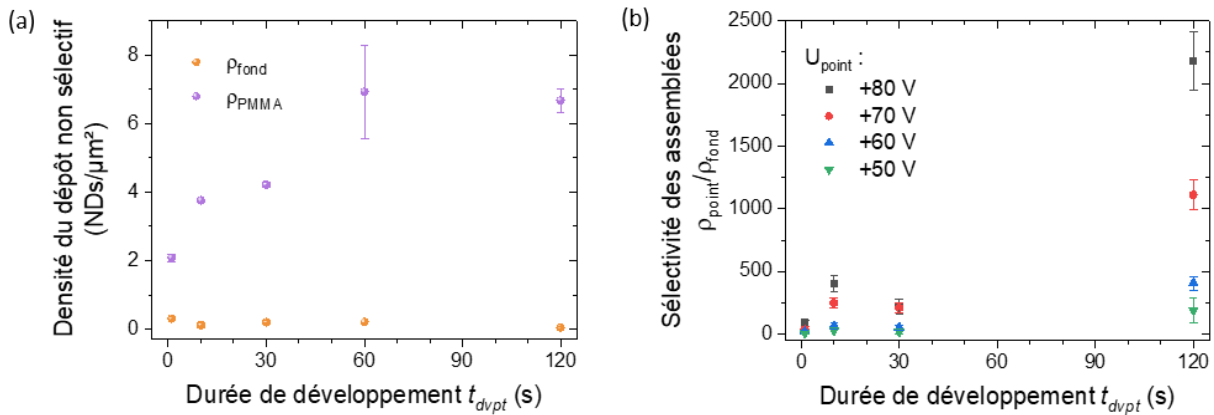 (a)
Densité du dépôt non sélectif
(NDs/µm²)
8
6
4
2
0
ρfond
ρPMMA
0 30 60 90 120
Durée de développement tdvpt (s)
(b)
Sélectivité des assemblées
ρpoint/ρfond
2500
2000
1500
1000
500
0
Upoint :
+80 V
+70 V
+60 V
+50 V
0 30 60 90 120
Durée de développement tdvpt (s)